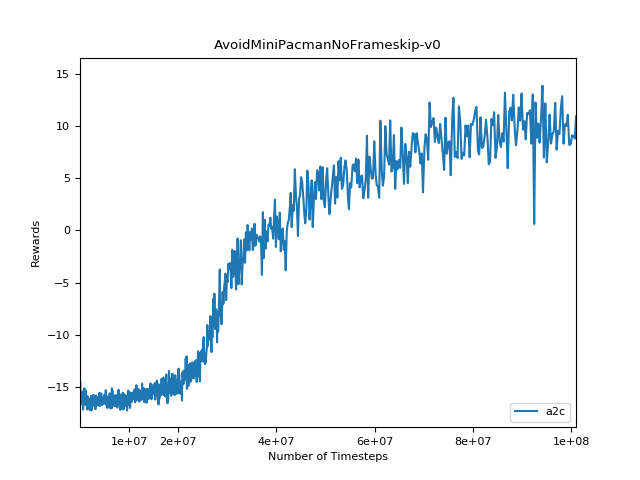 AvoidMiniPacmanNoFrameskip-v0
15
10
5
0
−5
−10
−15
Rewards
a2c
1e+07 2e+07 4e+07 6e+07 8e+07 1e+08
Number of Timesteps